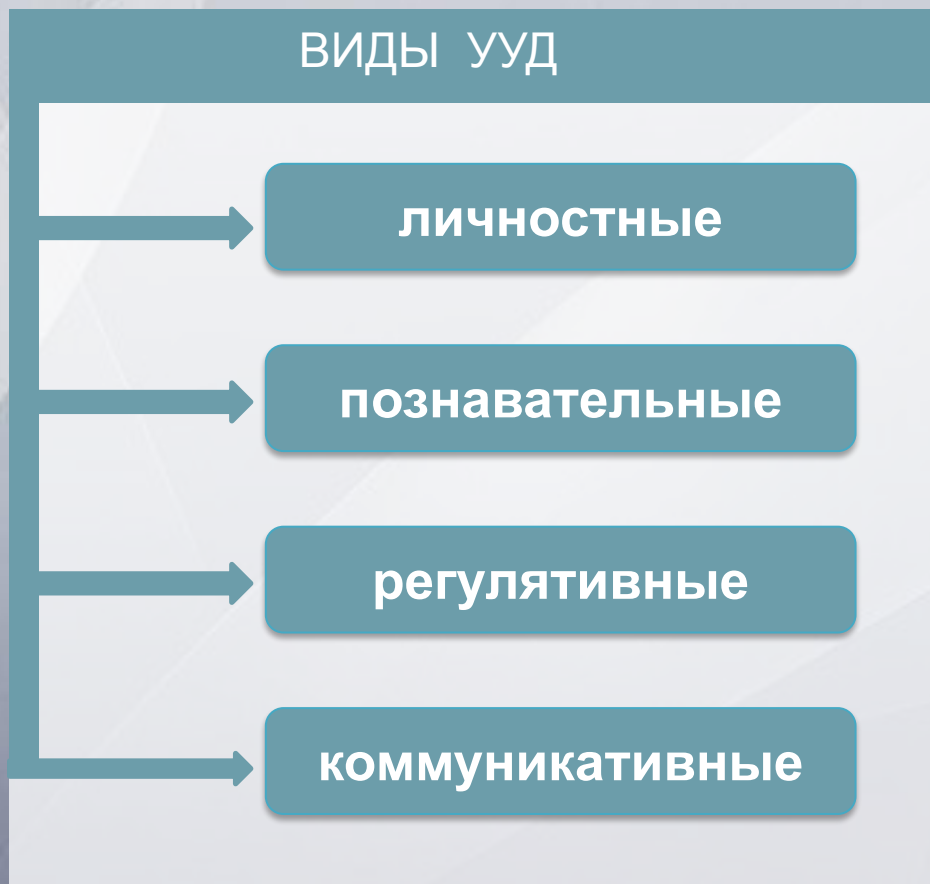 ВИДЫ УУД
личностные
познавательные
регулятивные
коммуникативные